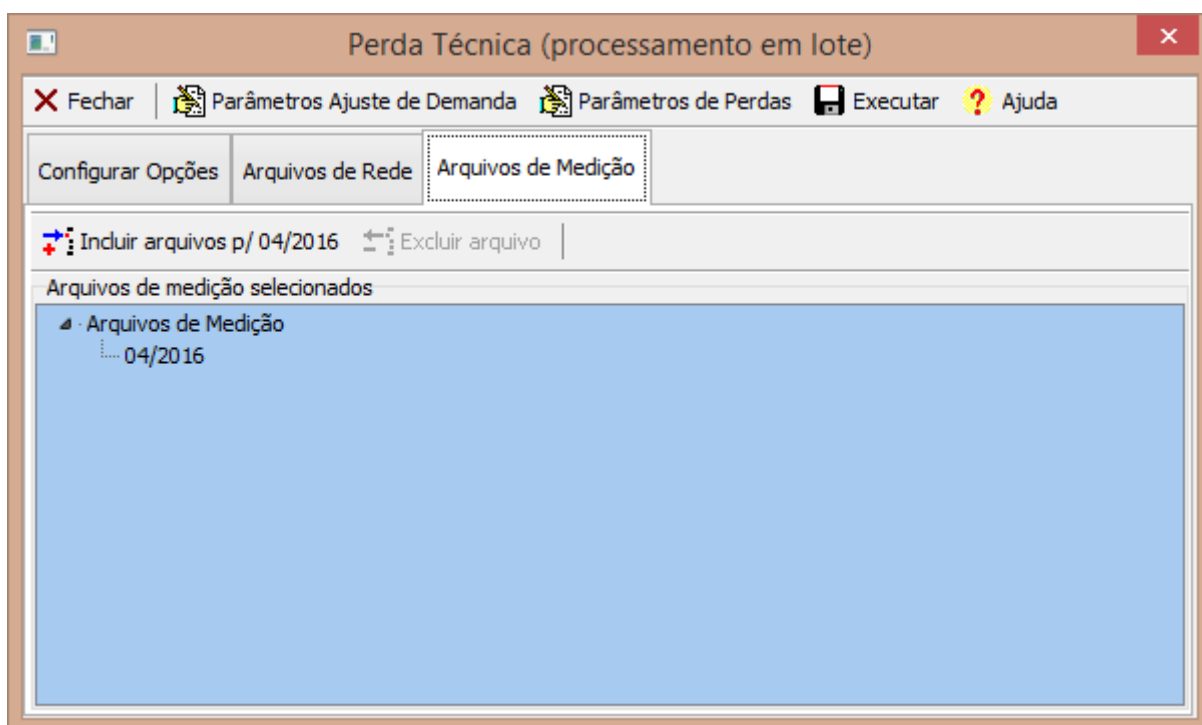 Perda Técnica (processamento em lote)
Fechar Parâmetros Ajuste de Demanda Parâmetros de Perdas Executar Ajuda
Configurar Opções Arquivos de Rede Arquivos de Medição
Incluir arquivos p/ 04/2016 Excluir arquivo
Arquivos de medição selecionados
Arquivos de Medição
04/2016